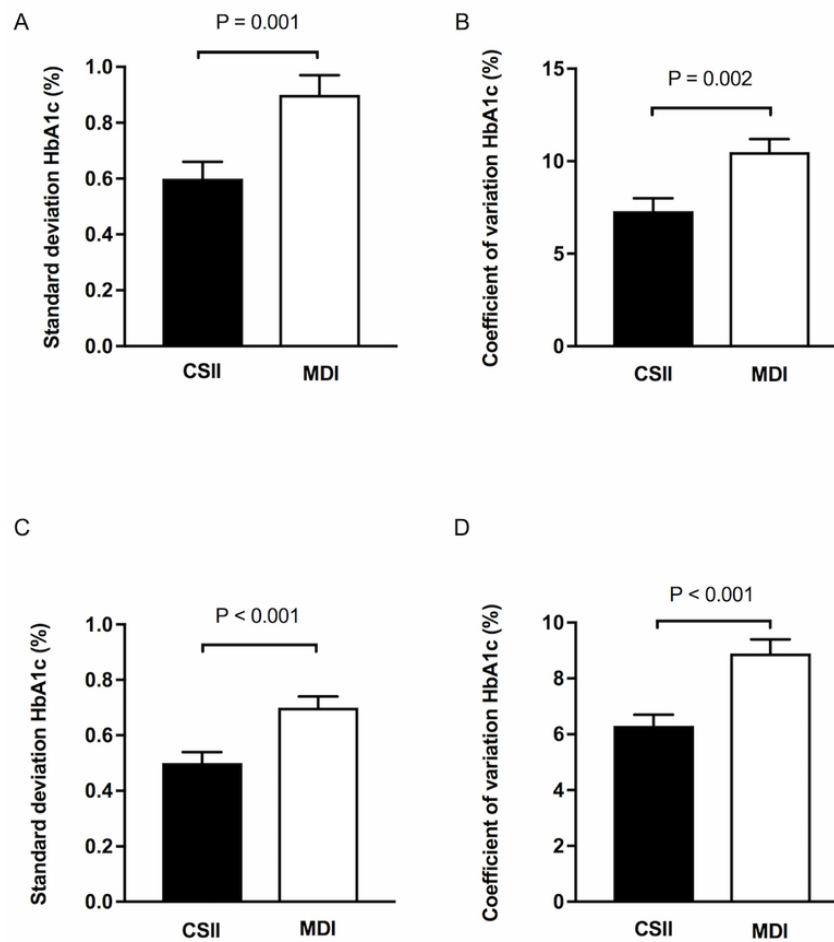 A
P = 0.001
Standard deviation HbA1c (%)
1.0
0.8
0.6
0.4
0.2
0.0
CSII
MDI
B
P = 0.002
Coefficient of variation HbA1c (%)
15
10
5
0
CSII
MDI
C
P < 0.001
Standard deviation HbA1c (%)
1.0
0.8
0.6
0.4
0.2
0.0
CSII
MDI
D
P < 0.001
Coefficient of variation HbA1c (%)
10
8
6
4
2
0
CSII
MDI